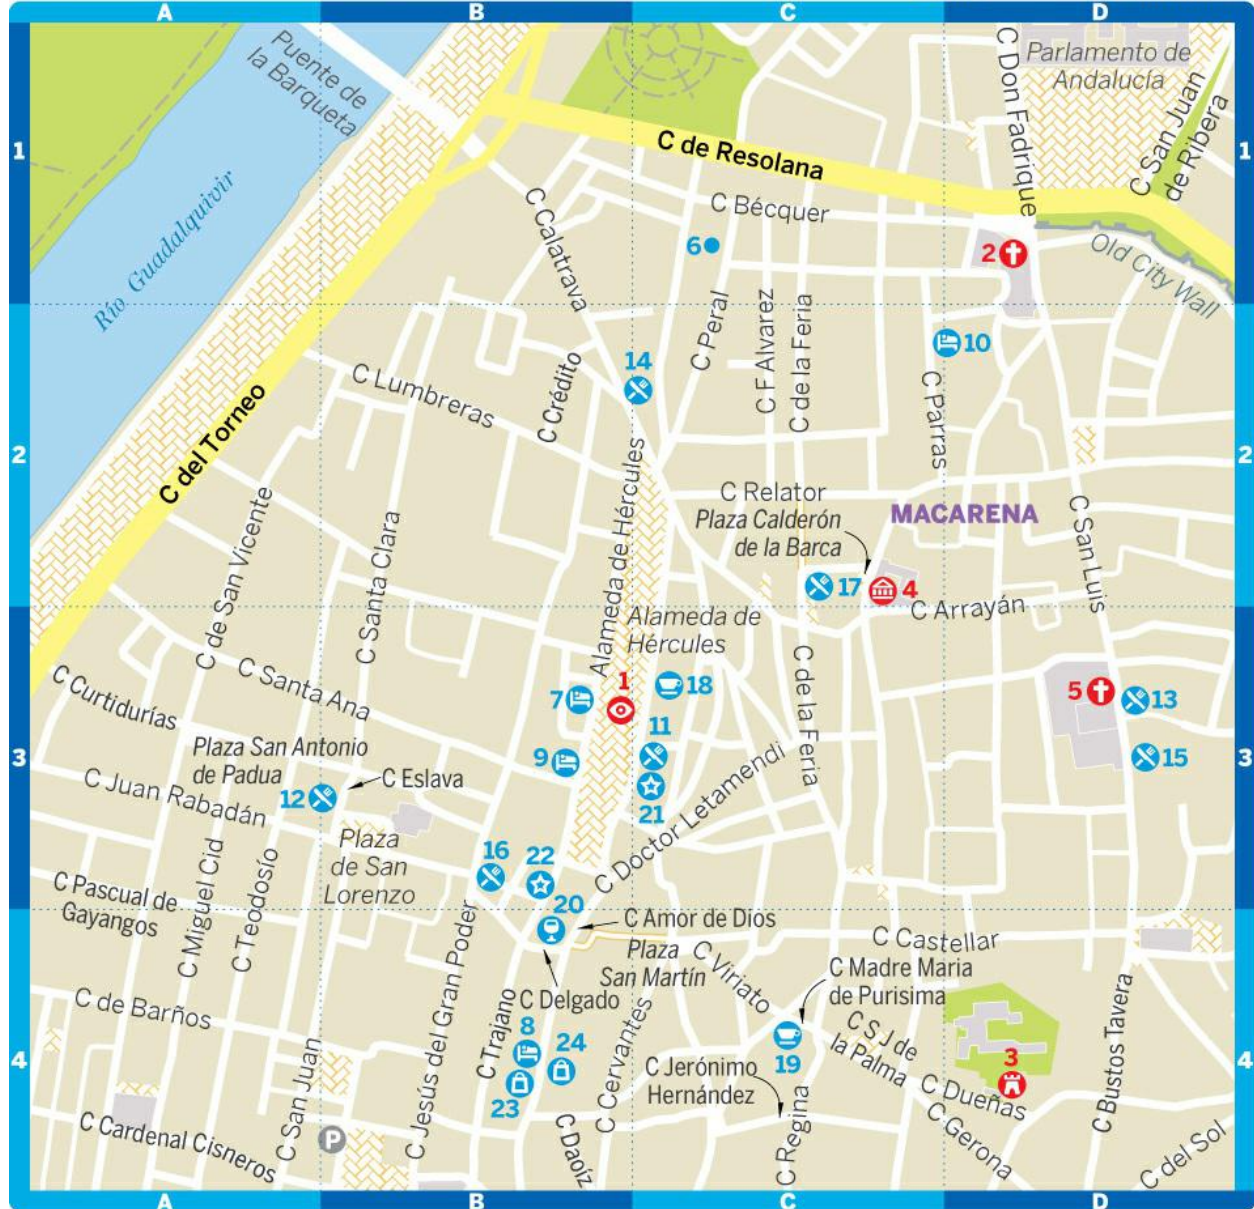 A
B
C
D
1
1
Puente de
la Barqueta
Río Guadalquivir
C de Resolana
C Don Fadrique
Parlamento de
Andalucía
C San Juan
de Ribera
C Calatrava
C Bécquer
6
2
Old City Wall
2
2
C Peral
C F Alvarez
C de la Feria
10
14
C Lumbreras
C Crédito
C Parras
C del Torneo
Alameda de Hércules
C Relator
Plaza Calderón
de la Barca
MACARENA
C de San Vicente
C Santa Clara
C San Luis
17
4
C Arrayán
3
3
Alameda de
Hércules
C Santa Ana
C Curtidurías
7
1
18
C de la Feria
5
13
Plaza San Antonio
de Padua
9
11
15
C Juan Rabadán
12
C Eslava
21
C Doctor Letamendi
Plaza
de San
Lorenzo
16
22
C Pascual de
Gayangos
C Miguel Cid
C Teodosío
20
4
4
C Amor de Dios
C Castellar
Plaza
San Martín
C Viriato
C Madre Maria
de Purisima
C Jesús del Gran Poder
C Delgado
C de Barños
C Trajano
8
24
C Cervantes
19
C S J de
la Palma
3
C Bustos Tavera
C San Juan
23
C Jerónimo
Hernández
C Dueñas
C Cardenal Cisneros
P
C Daoíz
C Regina
C Gerona
C del Sol
A
B
C
D